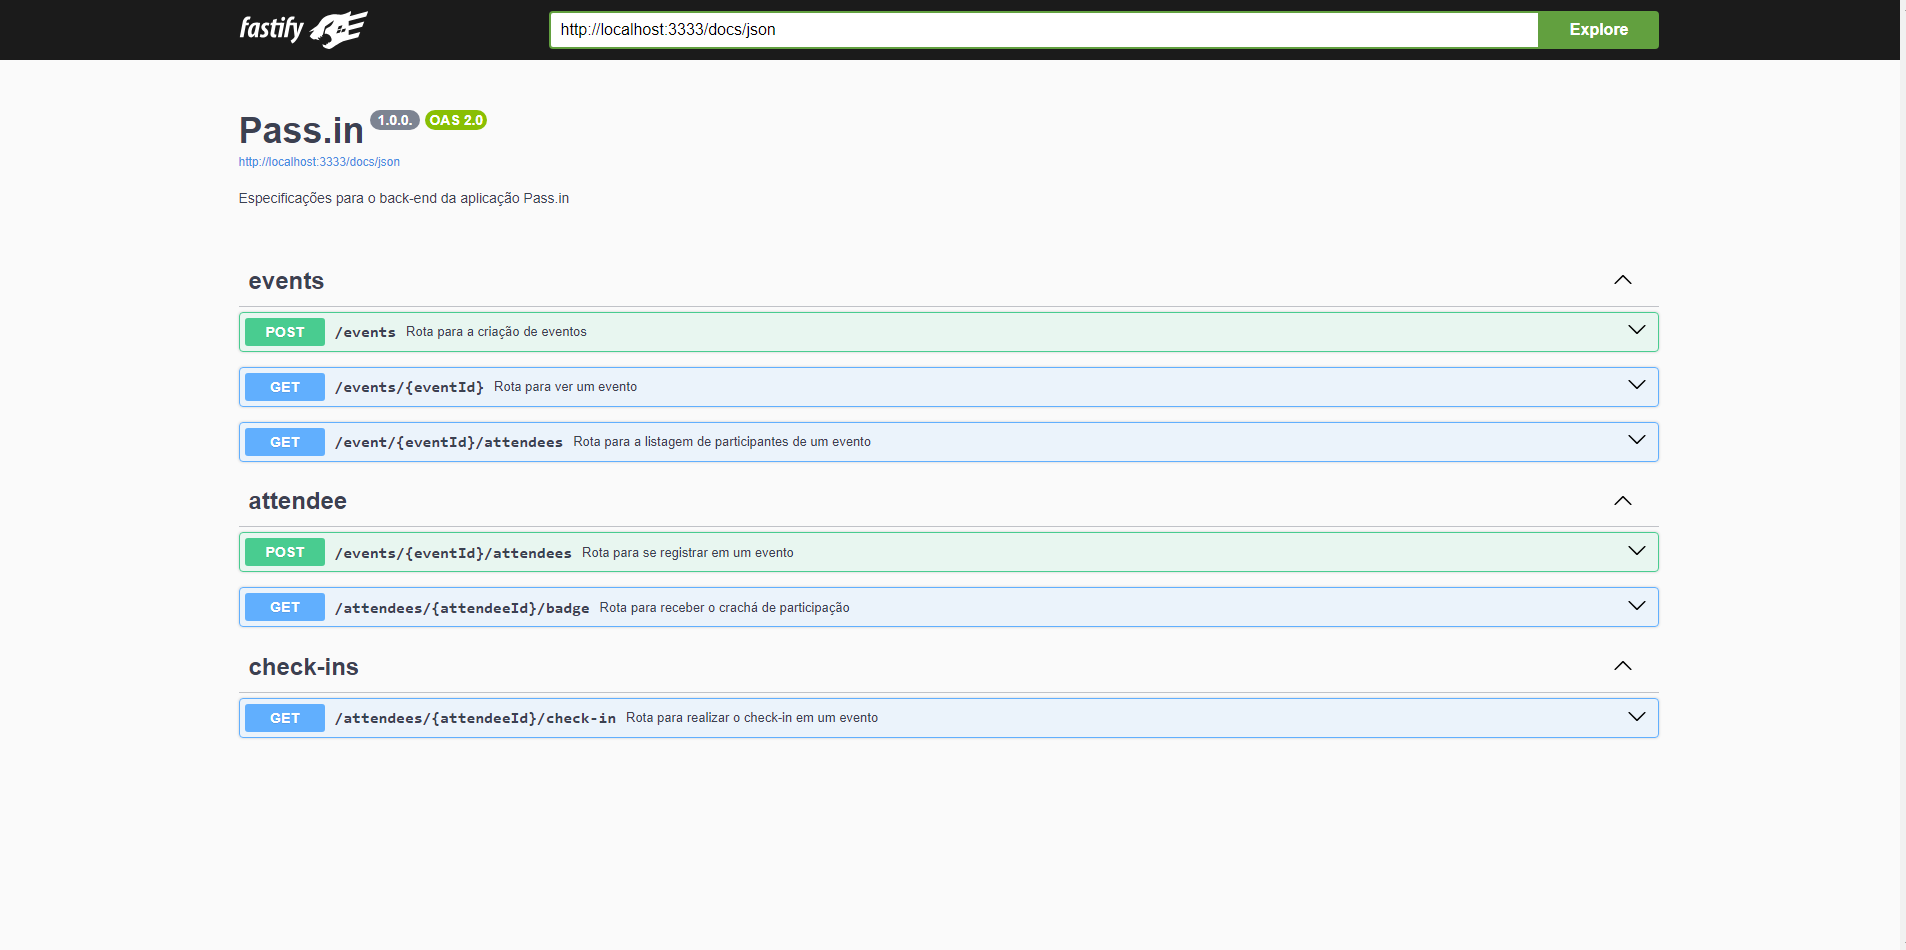 fastify
http://localhost:3333/docs/json Explore
Pass.in 1.0.0. OAS 2.0
http://localhost:3333/docs/json
Especificações para o back-end da aplicação Pass.in
events
POST /events Rota para a criação de eventos
GET /events/{eventId} Rota para ver um evento
GET /event/{eventId}/attendees Rota para a listagem de participantes de um evento
attendee
POST /events/{eventId}/attendees Rota para se registrar em um evento
GET /attendees/{attendeeId}/badge Rota para receber o crachá de participação
check-ins
GET /attendees/{attendeeId}/check-in Rota para realizar o check-in em um evento